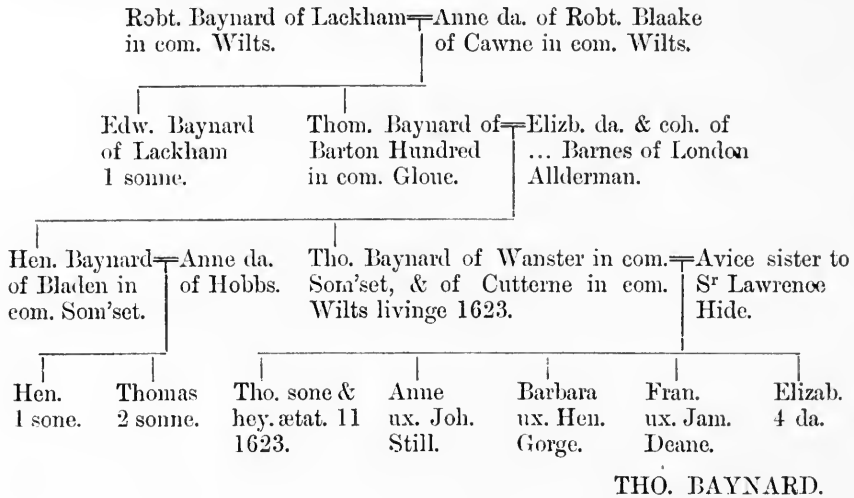 Robt. Baynard of Lackham=Anne da. of Robt. Blaake
in com. Wilts. of Cawne in com. Wilts.
Edw. Baynard
of Lackham
1 sonne.
Thom. Baynard of=Elizb. da. & coh. of
Barton Hundred ... Barnes of London
in com. Glouc. Allderman.
Hen. Baynard=Anne da.
of Bladen in of Hobbs.
com. Som'set.
Tho. Baynard of Wanster in com.=Avice sister to
Som'set, & of Cutterne in com. Sr Lawrence
Wilts livinge 1623. Hide.
Hen.
1 sone.
Thomas
2 sonne.
Tho. sone &
hey. ætat. 11
1623.
Anne
ux. Joh.
Still.
Barbara
ux. Hen.
Gorge.
Fran.
ux. Jam.
Deane.
Elizab.
4 da.
THO. BAYNARD.